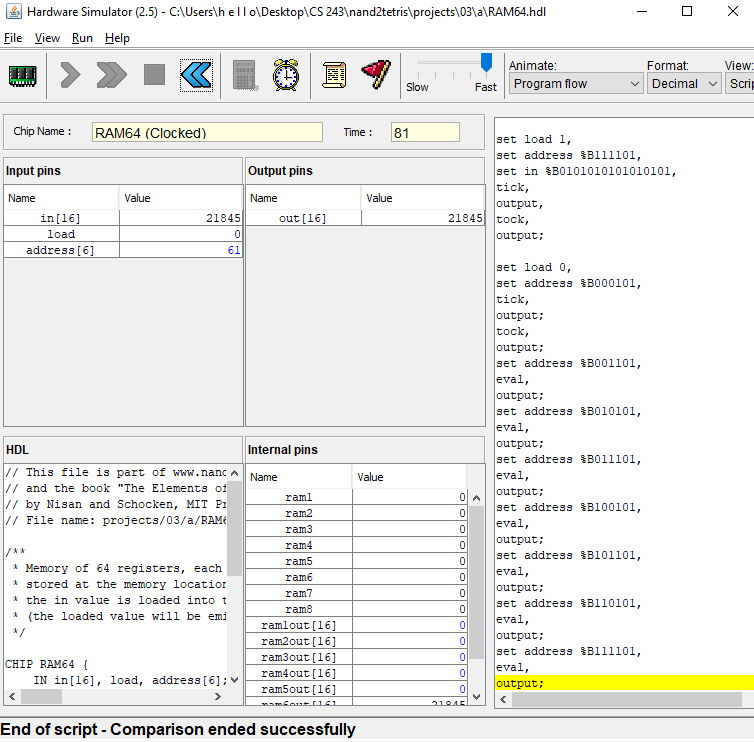 Hardware Simulator (2.5) - C:\Users\h e l l o\Desktop\CS 243\nand2tetris\projects\03\a\RAM64.hdl
File View Run Help
Slow Fast
Animate:
Program flow
Format:
Decimal
View:
Scrip
Chip Name :
RAM64 (Clocked)
Time :
81
Input pins
Name Value
in[16] 21845
load 0
address[6] 61
Output pins
Name Value
out[16] 21845
HDL
// This file is part of www.nand
// and the book "The Elements of
// by Nisan and Schocken, MIT Pr
// File name: projects/03/a/RAM6
/**
* Memory of 64 registers, each
* stored at the memory location
* the in value is loaded into t
* (the loaded value will be emi
*/
CHIP RAM64 {
IN in[16], load, address[6];
Internal pins
Name Value
ram1 0
ram2 0
ram3 0
ram4 0
ram5 0
ram6 0
ram7 0
ram8 0
ram1out[16] 0
ram2out[16] 0
ram3out[16] 0
ram4out[16] 0
ram5out[16] 0
ram6out[16] 21845
set load 1,
set address %B111101,
set in %B0101010101010101,
tick,
output,
tock,
output;
set load 0,
set address %B000101,
tick,
output;
tock,
output;
set address %B001101,
eval,
output;
set address %B010101,
eval,
output;
set address %B011101,
eval,
output;
set address %B100101,
eval,
output;
set address %B101101,
eval,
output;
set address %B110101,
eval,
output;
set address %B111101,
eval,
output;
End of script - Comparison ended successfully